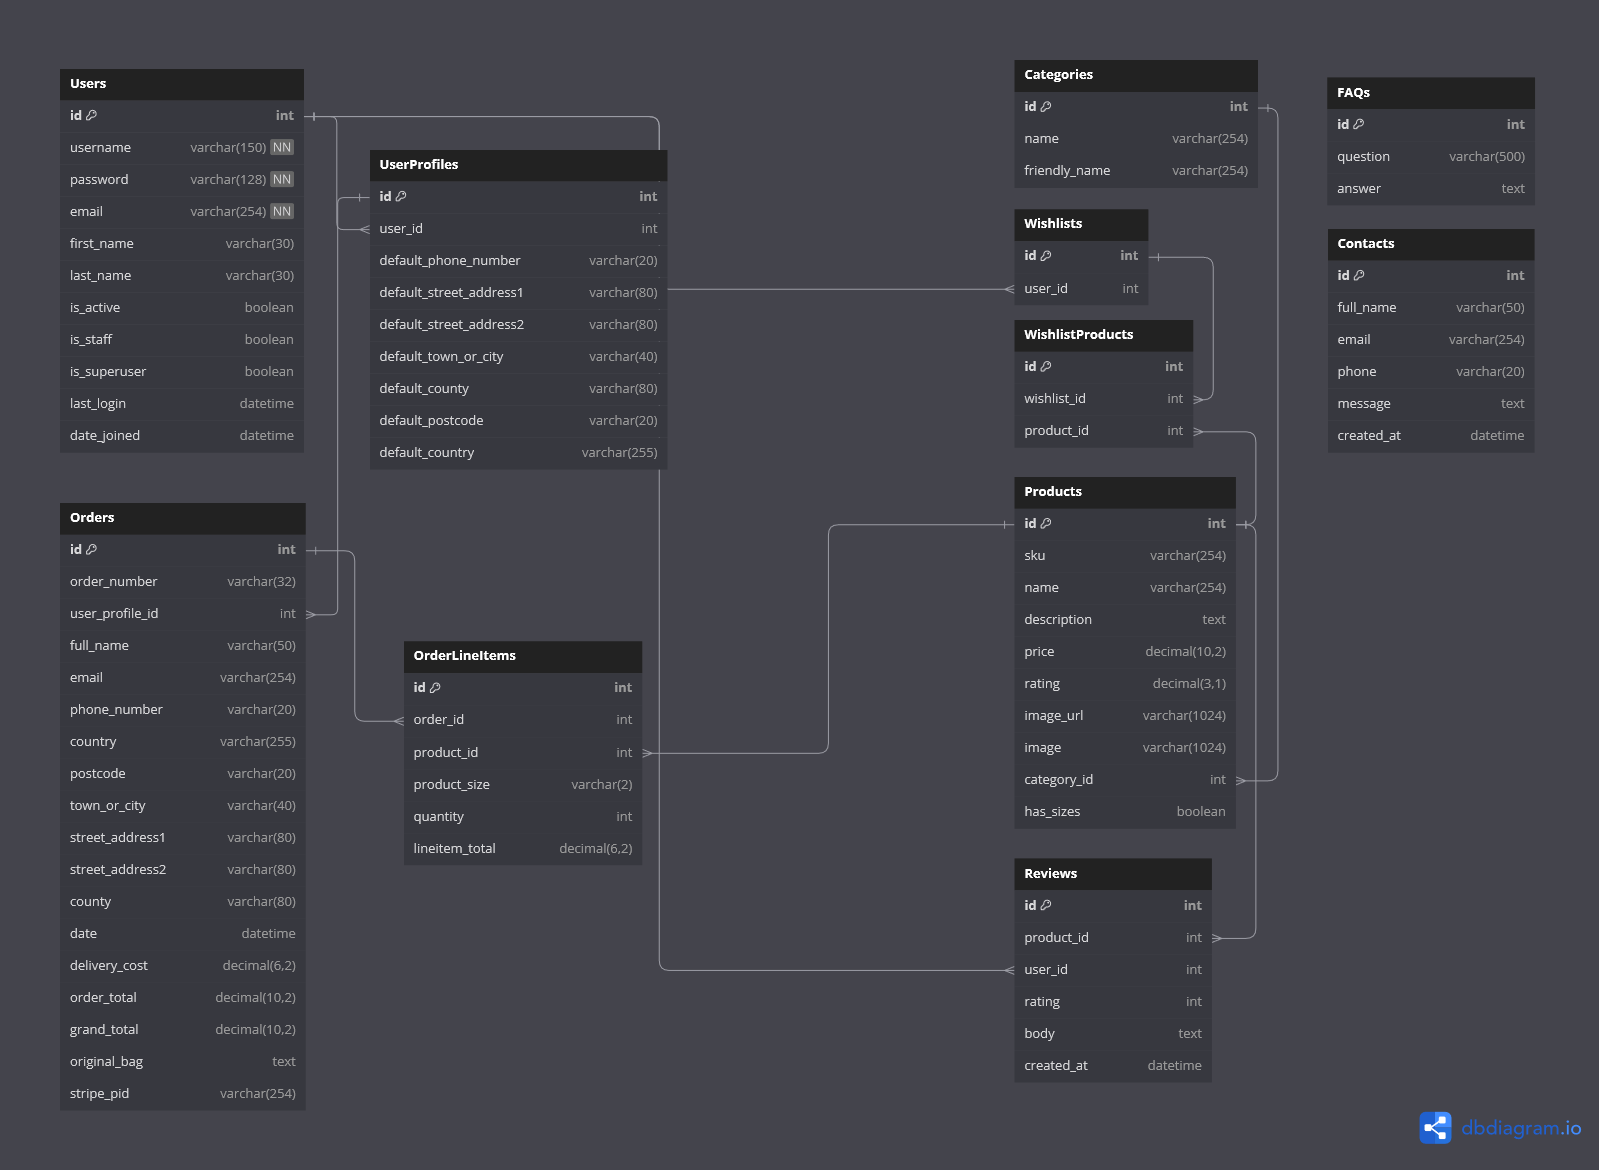 Users
id int
username varchar(150) NN
password varchar(128) NN
email varchar(254) NN
first_name varchar(30)
last_name varchar(30)
is_active boolean
is_staff boolean
is_superuser boolean
last_login datetime
date_joined datetime
Orders
id int
order_number varchar(32)
user_profile_id int
full_name varchar(50)
email varchar(254)
phone_number varchar(20)
country varchar(255)
postcode varchar(20)
town_or_city varchar(40)
street_address1 varchar(80)
street_address2 varchar(80)
county varchar(80)
date datetime
delivery_cost decimal(6,2)
order_total decimal(10,2)
grand_total decimal(10,2)
original_bag text
stripe_pid varchar(254)
UserProfiles
id int
user_id int
default_phone_number varchar(20)
default_street_address1 varchar(80)
default_street_address2 varchar(80)
default_town_or_city varchar(40)
default_county varchar(80)
default_postcode varchar(20)
default_country varchar(255)
OrderLineItems
id int
order_id int
product_id int
product_size varchar(2)
quantity int
lineitem_total decimal(6,2)
Categories
id int
name varchar(254)
friendly_name varchar(254)
Wishlists
id int
user_id int
WishlistProducts
id int
wishlist_id int
product_id int
Products
id int
sku varchar(254)
name varchar(254)
description text
price decimal(10,2)
rating decimal(3,1)
image_url varchar(1024)
image varchar(1024)
category_id int
has_sizes boolean
Reviews
id int
product_id int
user_id int
rating int
body text
created_at datetime
FAQs
id int
question varchar(500)
answer text
Contacts
id int
full_name varchar(50)
email varchar(254)
phone varchar(20)
message text
created_at datetime
dbdiagram.io